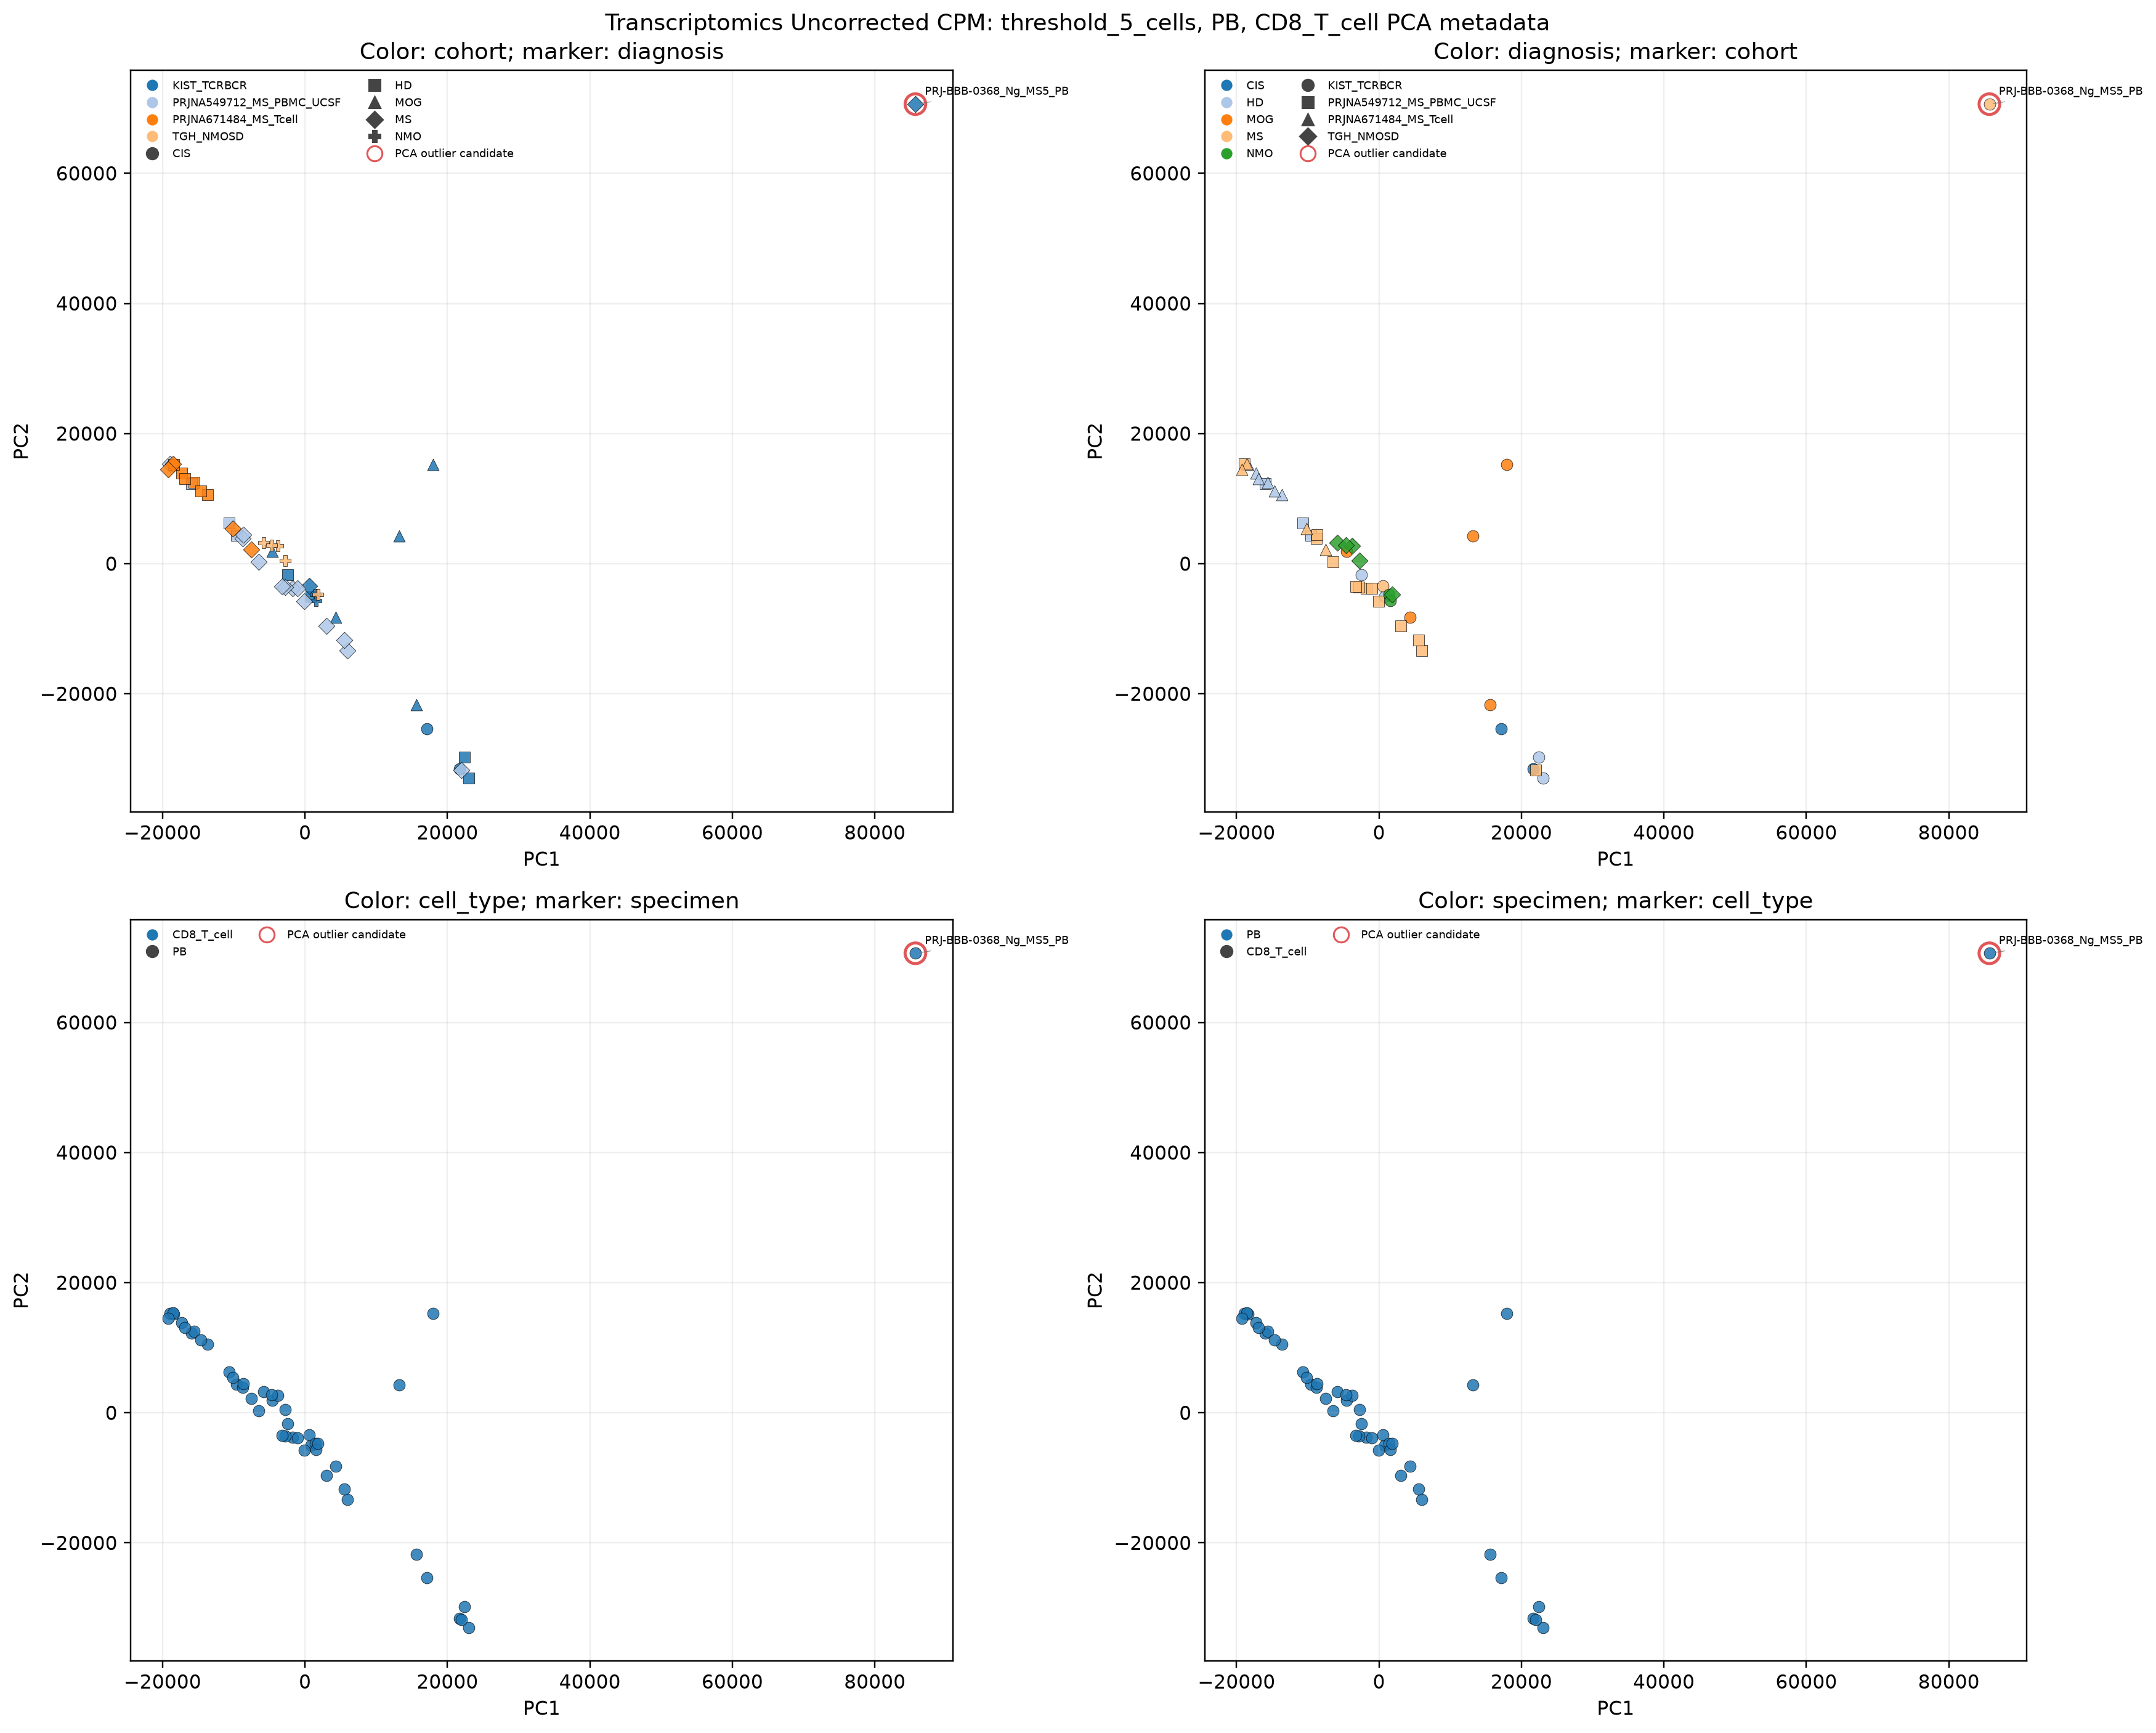 Transcriptomics Uncorrected CPM: threshold_5_cells, PB, CD8_T_cell PCA metadata
Color: cohort; marker: diagnosis
KIST_TCRBCR
PRJNA549712_MS_PBMC_UCSF
PRJNA671484_MS_Tcell
TGH_NMOSD
CIS
HD
MOG
MS
NMO
PCA outlier candidate
PRJ-BBB-0368_Ng_MS5_PB
60000
40000
20000
0
−20000
PC2
−20000 0 20000 40000 60000 80000
PC1
Color: diagnosis; marker: cohort
CIS
HD
MOG
MS
NMO
KIST_TCRBCR
PRJNA549712_MS_PBMC_UCSF
PRJNA671484_MS_Tcell
TGH_NMOSD
PCA outlier candidate
PRJ-BBB-0368_Ng_MS5_PB
60000
40000
20000
0
−20000
PC2
−20000 0 20000 40000 60000 80000
PC1
Color: cell_type; marker: specimen
CD8_T_cell
PB
PCA outlier candidate
PRJ-BBB-0368_Ng_MS5_PB
60000
40000
20000
0
−20000
PC2
−20000 0 20000 40000 60000 80000
PC1
Color: specimen; marker: cell_type
PB
CD8_T_cell
PCA outlier candidate
PRJ-BBB-0368_Ng_MS5_PB
60000
40000
20000
0
−20000
PC2
−20000 0 20000 40000 60000 80000
PC1